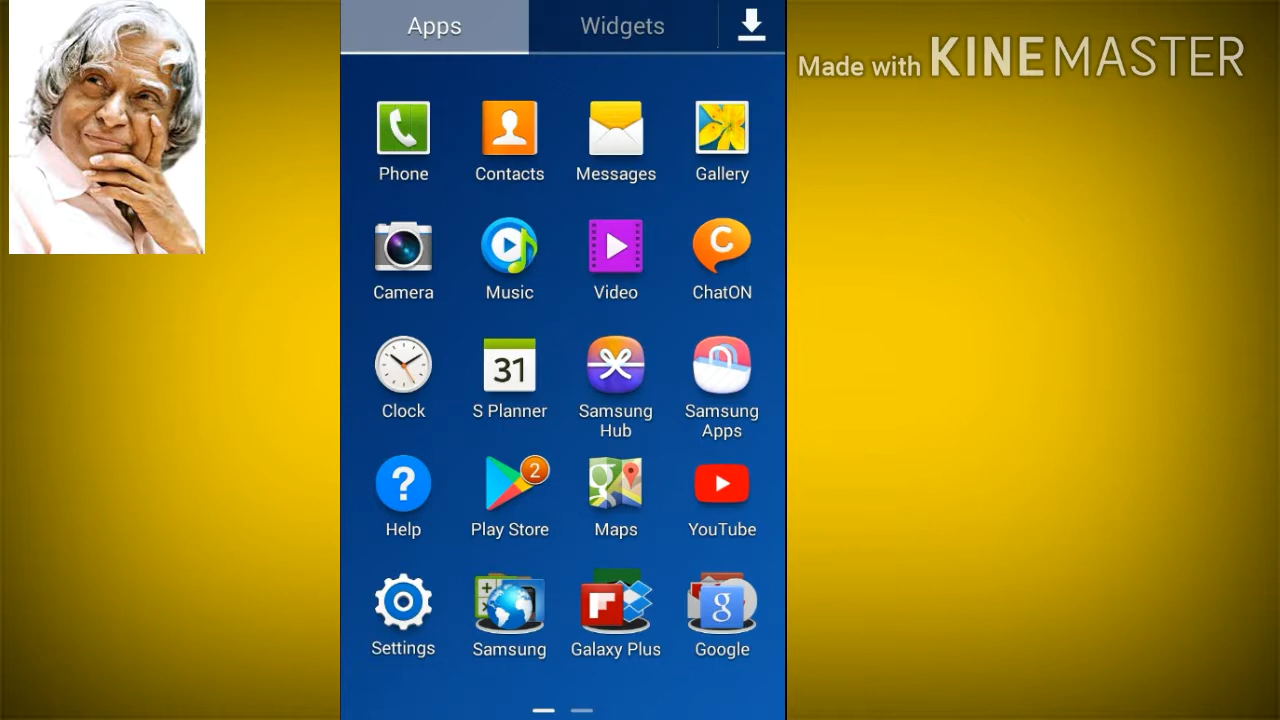 Apps Widgets
Made with KINEMASTER
Phone Contacts Messages Gallery
C
Camera Music Video ChatON
31
Clock S Planner Samsung Hub Samsung Apps
? 2 g
Help Play Store Maps YouTube
g
Settings Samsung Galaxy Plus Google